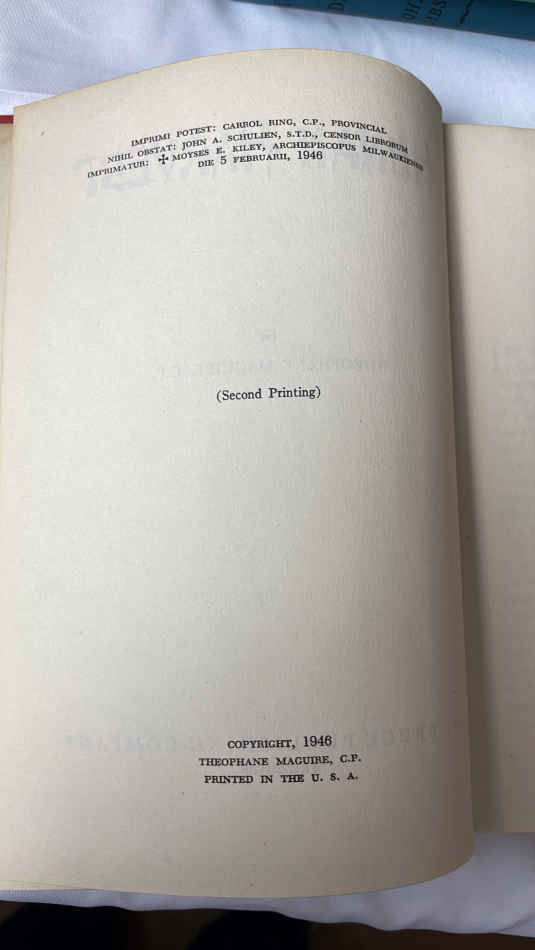 IMPRIMI POTEST: CARROL RING, C.P., PROVINCIAL
NIHIL OBSTAT: JOHN A. SCHULIEN, S.T.D., CENSOR LIBRORUM
IMPRIMATUR: ✠ MOYSES E. KILEY, ARCHIEPISCOPUS MILWAUKIENSIS
DIE 5 FEBRUARII, 1946
(Second Printing)
COPYRIGHT, 1946
THEOPHANE MAGUIRE, C.P.
PRINTED IN THE U. S. A.